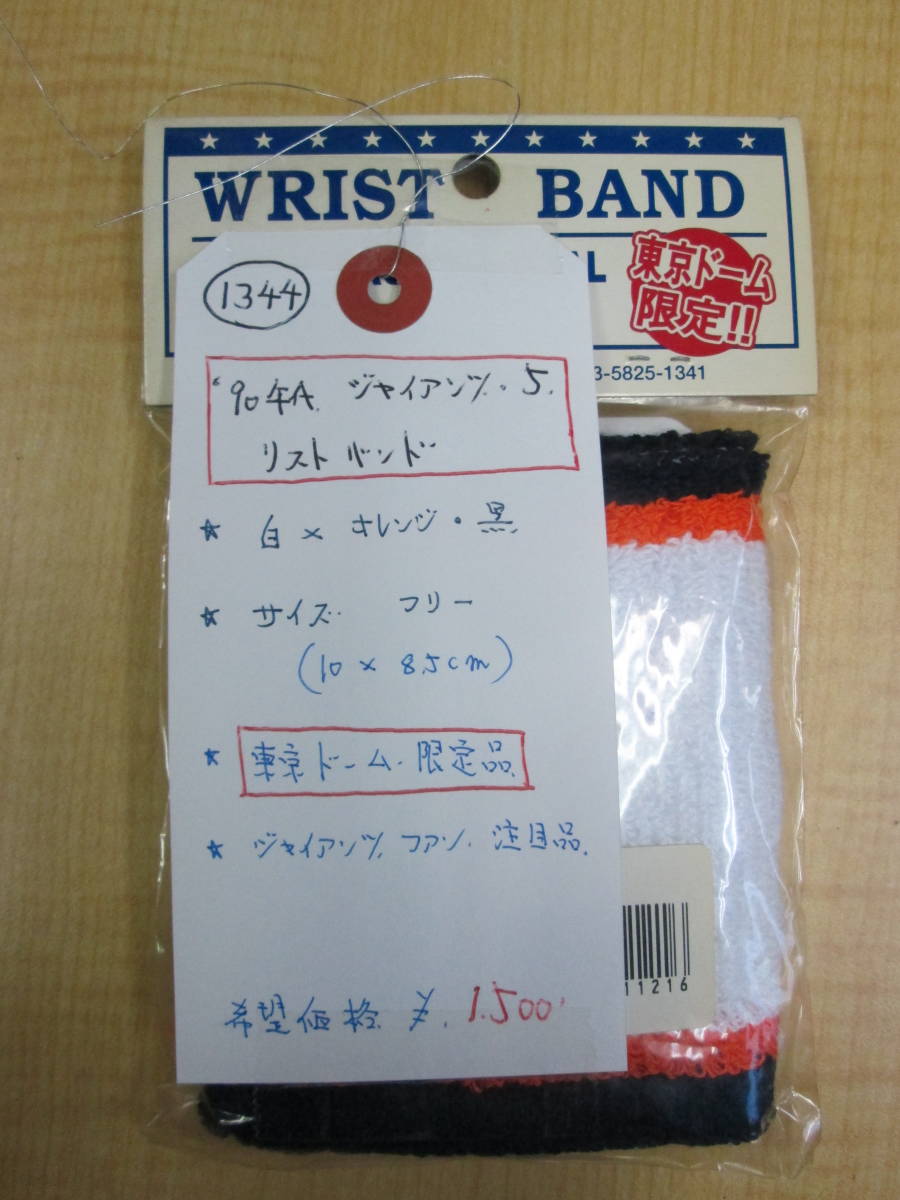 ★ ★ ★ ★ ★ ★ ★ ★ ★ ★ ★
WRIST BAND
L
東京ドーム
限定!!
3-5825-1341
1344
'90年代 ジャイアンツ・5
リストバンド
★ 白 × オレンジ・黒
★ サイズ フリー
(10 × 8.5cm)
★ 東京ドーム 限定品
★ ジャイアンツ ファン 注目品
希望価格 ¥ 1.500
11216